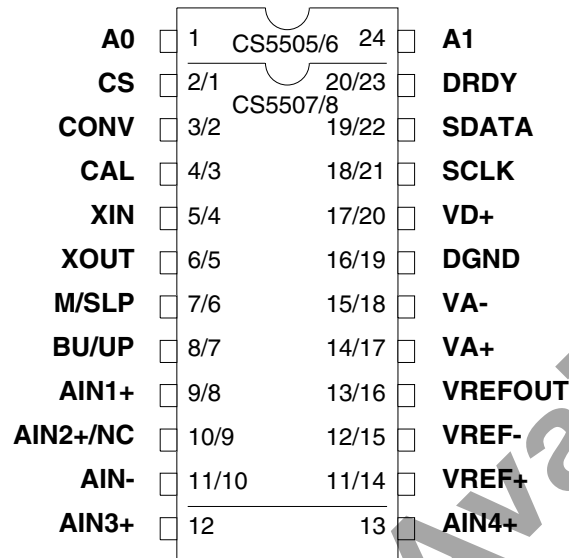 A0 1 CS5505/6 24 A1
CS 2/1 20/23 DRDY
CS5507/8
CONV 3/2 19/22 SDATA
CAL 4/3 18/21 SCLK
XIN 5/4 17/20 VD+
XOUT 6/5 16/19 DGND
M/SLP 7/6 15/18 VA-
BU/UP 8/7 14/17 VA+
AIN1+ 9/8 13/16 VREFOUT
AIN2+/NC 10/9 12/15 VREF-
AIN- 11/10 11/14 VREF+
AIN3+ 12 13 AIN4+